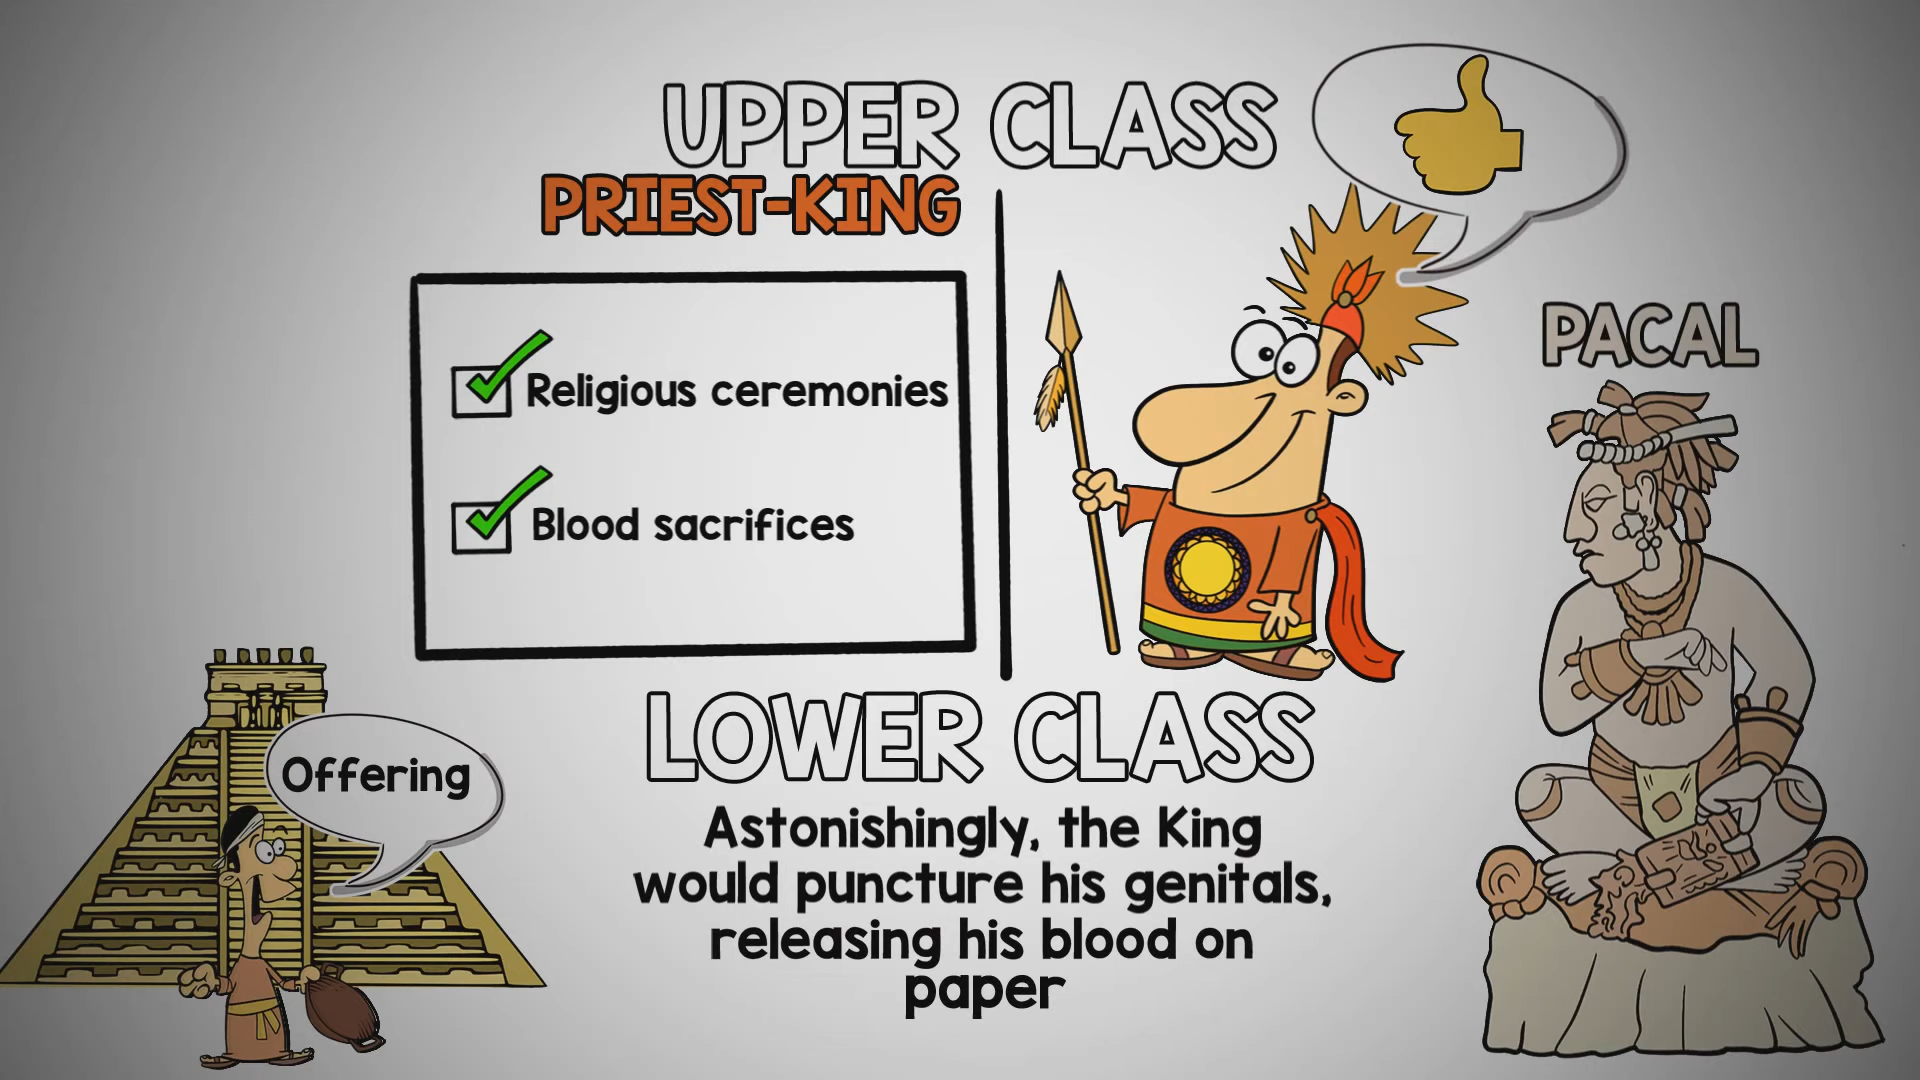 UPPER CLASS
PRIEST-KING
Religious ceremonies
Blood sacrifices
PACAL
Offering
LOWER CLASS
Astonishingly, the King
would puncture his genitals,
releasing his blood on
paper